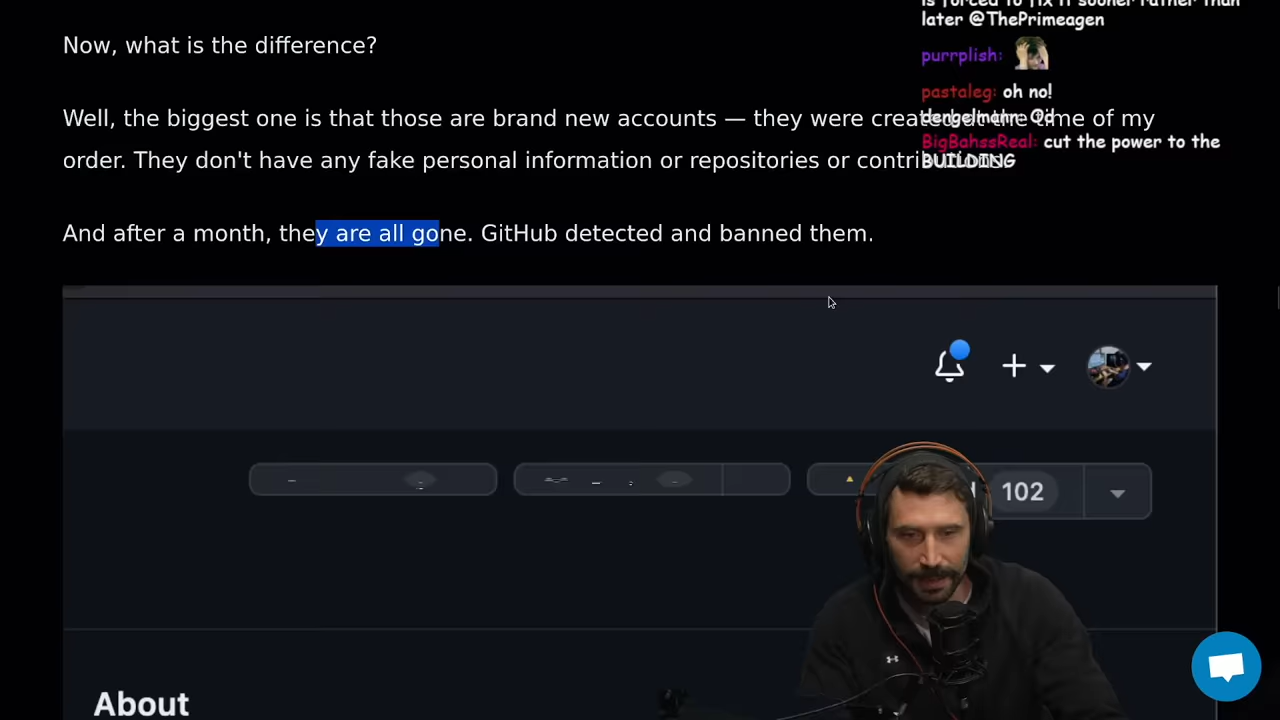 is forced to fix it sooner rather than
later @ThePrimeagen
Now, what is the difference?
purrplish:
pastaleg: oh no!
Well, the biggest one is that those are brand new accounts — they were created at the time of my
dengelmann: @d
BigBahssReal: cut the power to the
BUILDING
order. They don't have any fake personal information or repositories or
And after a month, they are all gone. GitHub detected and banned them.
102
About